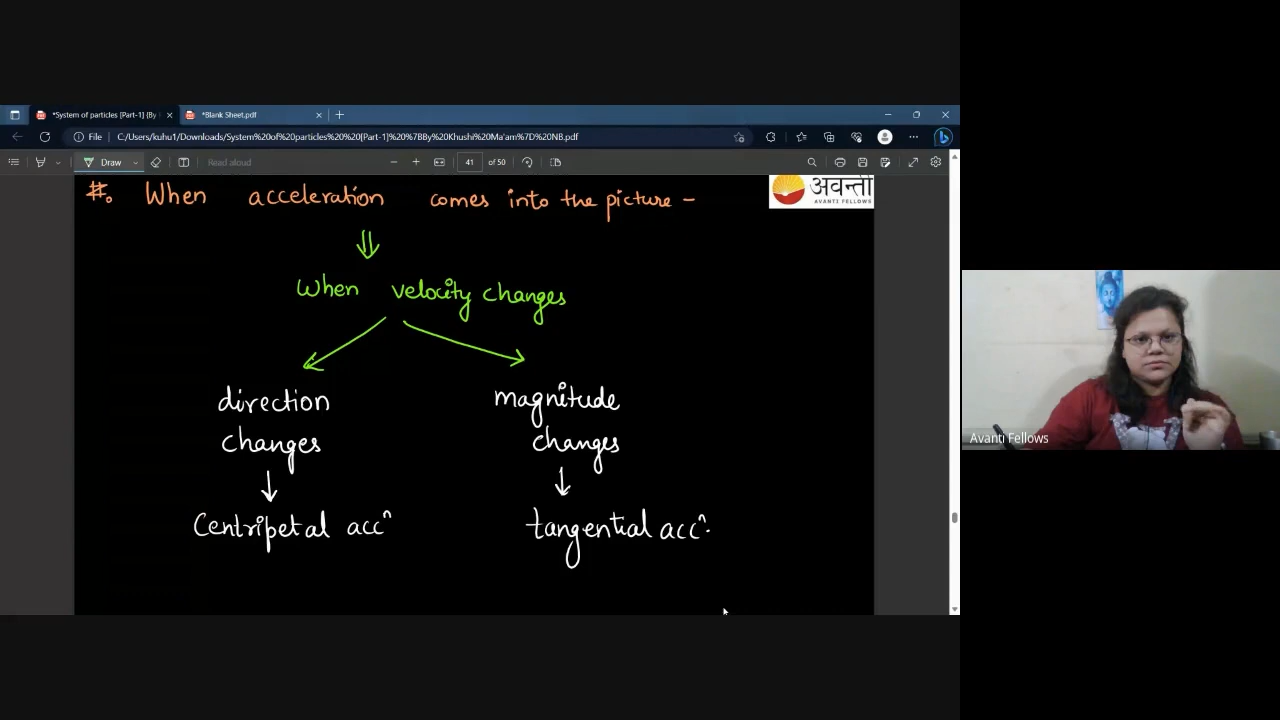 *System of particles [Part-1] {By
*Blank Sheet.pdf
File
C:/Users/kuhu1/Downloads/System%20of%20particles%20%20[Part-1]%20%7BBy%20Khushi%20Ma'am%7D%20NB.pdf
Draw
Read aloud
41 of 50
#. When acceleration comes into the picture –
अवन्ती
AVANTI FELLOWS
When velocity changes
direction
changes
magnitude
changes
Centripetal accⁿ
tangential accⁿ.
Avanti Fellows